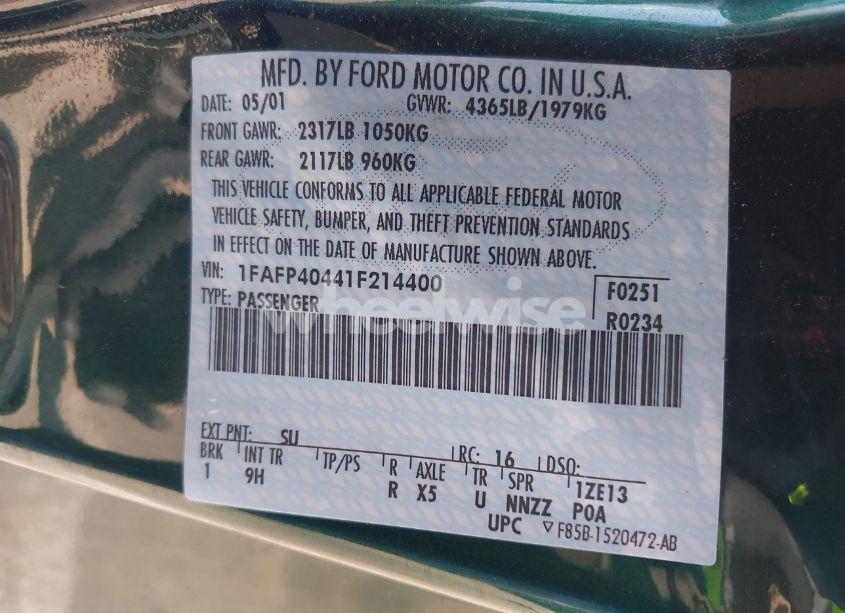 MFD. BY FORD MOTOR CO. IN U.S.A.
DATE: 05/01 GVWR: 4365LB/1979KG
FRONT GAWR: 2317LB 1050KG
REAR GAWR: 2117LB 960KG
THIS VEHICLE CONFORMS TO ALL APPLICABLE FEDERAL MOTOR
VEHICLE SAFETY, BUMPER, AND THEFT PREVENTION STANDARDS
IN EFFECT ON THE DATE OF MANUFACTURE SHOWN ABOVE.
VIN: 1FAFP40441F214400 F0251
TYPE: PASSENGER R0234
wheelwise
EXT PNT: SU RC: 16 DSO:
BRK INT TR TP/PS R AXLE TR SPR 1ZE13
1 9H R X5 U NNZZ POA
UPC ▽F85B-1520472-AB